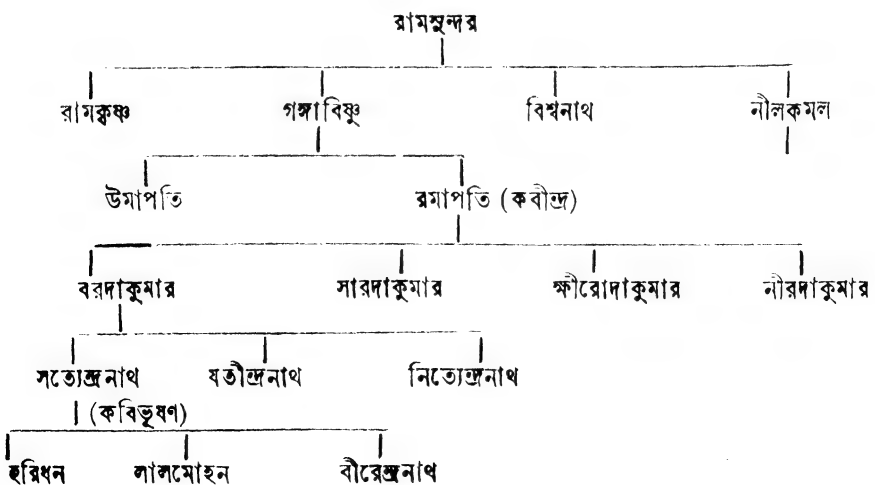 রামসুন্দর
রামকৃষ্ণ গঙ্গাবিষ্ণু বিশ্বনাথ নীলকমল
উমাপতি রমাপতি (কবীন্দ্র)
বরদাকুমার সারদাকুমার ক্ষীরোদাকুমার নীরদাকুমার
সত্যেন্দ্রনাথ যতীন্দ্রনাথ নিত্যেন্দ্রনাথ
(কবিভূষণ)
হরিধন লালমোহন বীরেন্দ্রনাথ